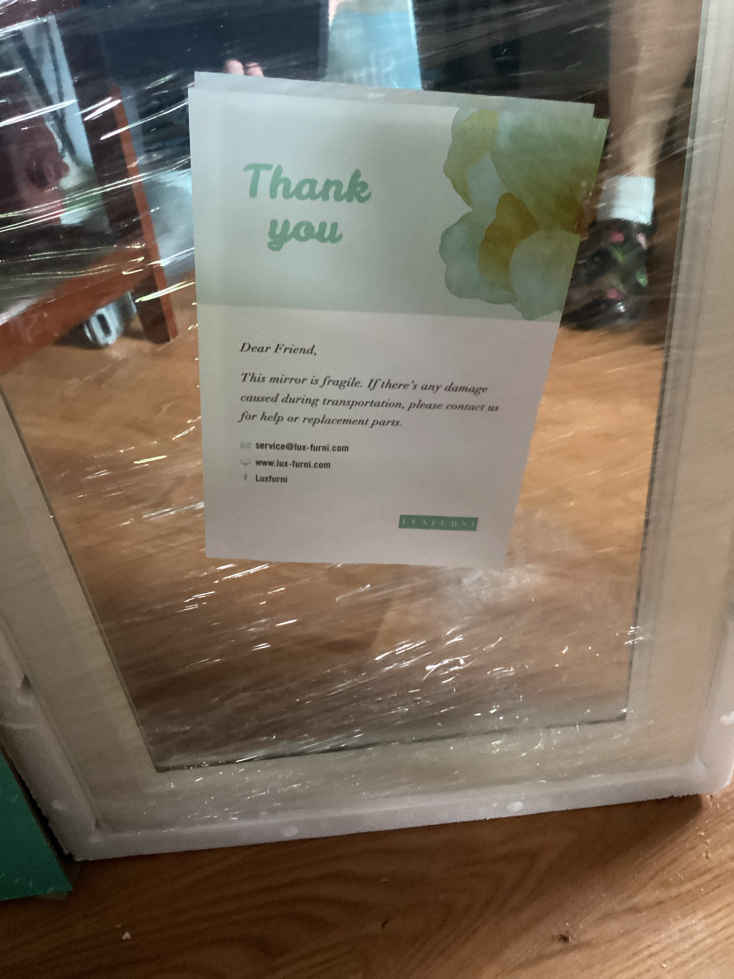 Thank
you
Dear Friend,
This mirror is fragile. If there's any damage
caused during transportation, please contact us
for help or replacement parts.
service@lux-furni.com
www.lux-furni.com
Luxfurni
LUXFURNI